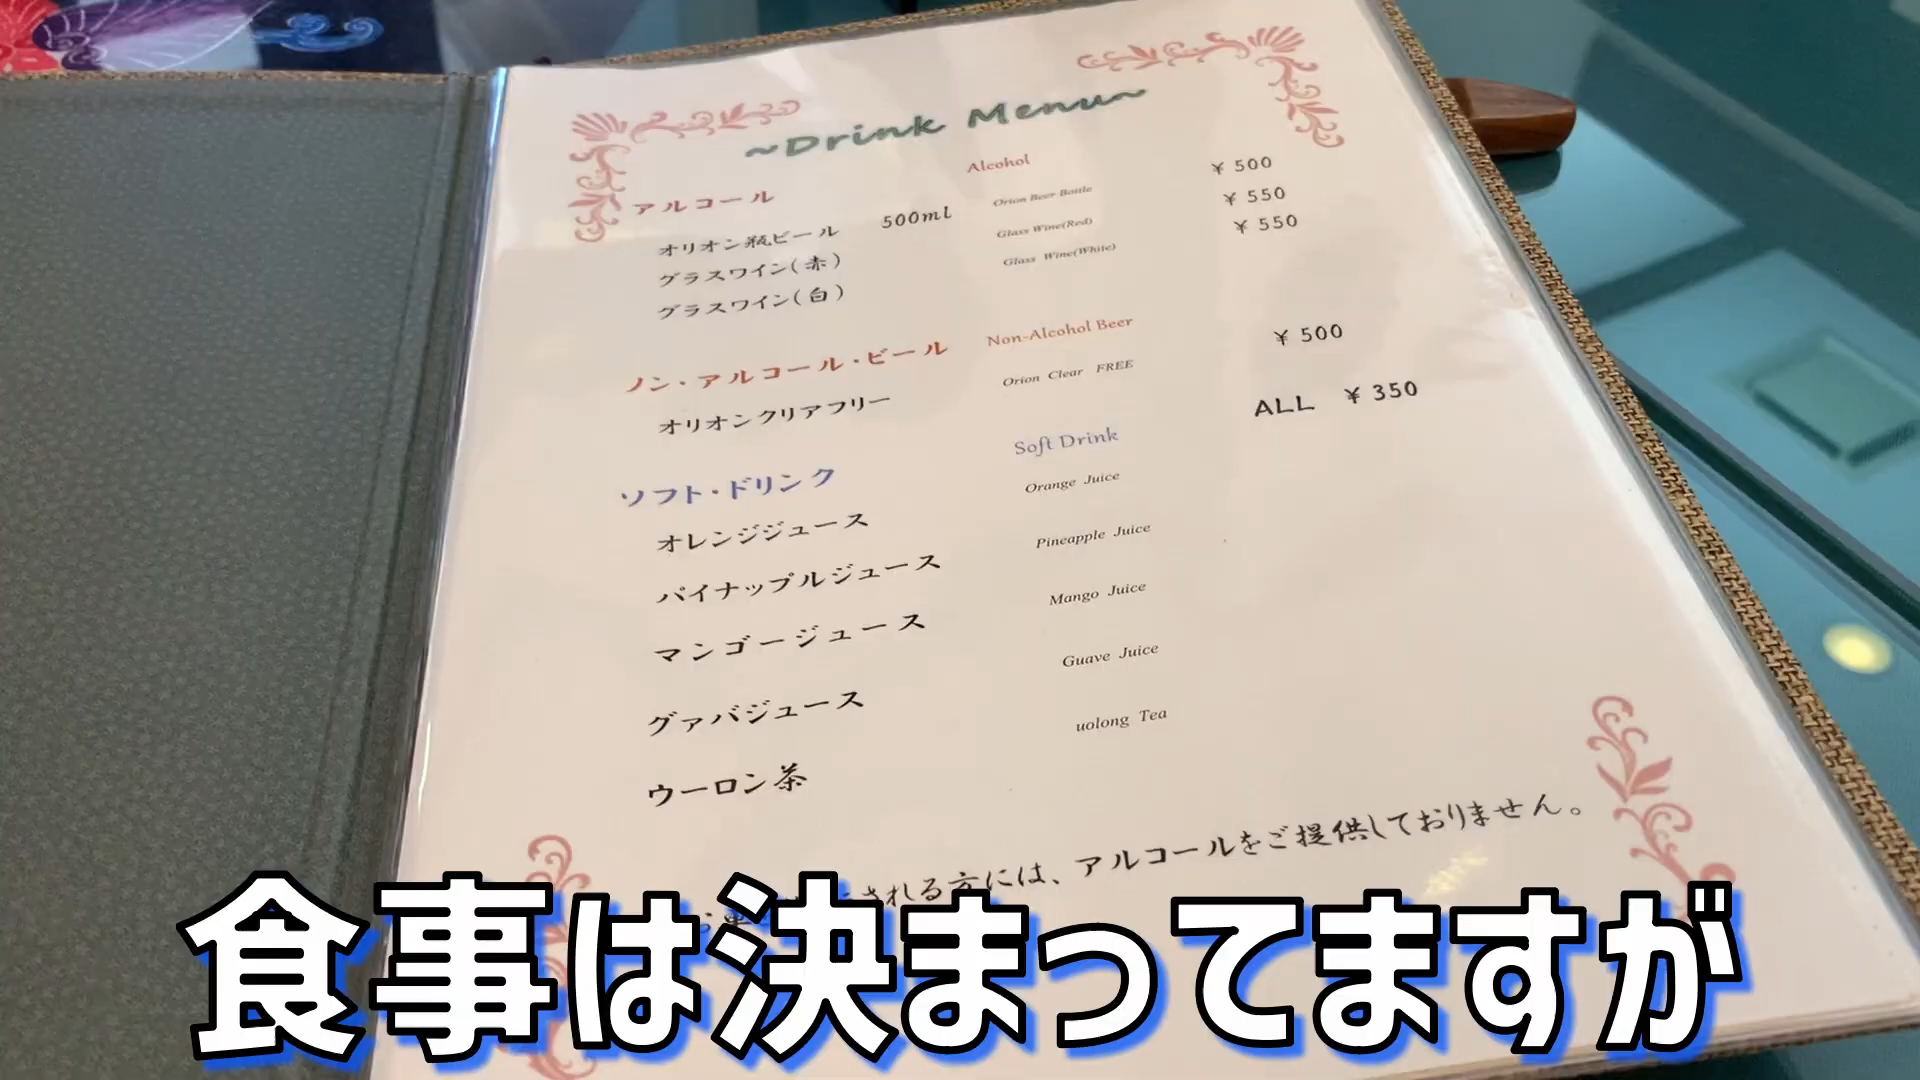 ~Drink Menu~
アルコール Alcohol
オリオン瓶ビール 500ml Orion Beer Bottle ¥ 500
グラスワイン(赤) Glass Wine(Red) ¥ 550
グラスワイン(白) Glass Wine(White) ¥ 550
ノン・アルコール・ビール Non-Alcohol Beer
オリオンクリアフリー Orion Clear FREE ¥ 500
ソフト・ドリンク Soft Drink ALL ¥ 350
オレンジジュース Orange Juice
パイナップルジュース Pineapple Juice
マンゴージュース Mango Juice
グァバジュース Guave Juice
ウーロン茶 uolong Tea
される方には、アルコールをご提供しておりません。
食事は決まってますが